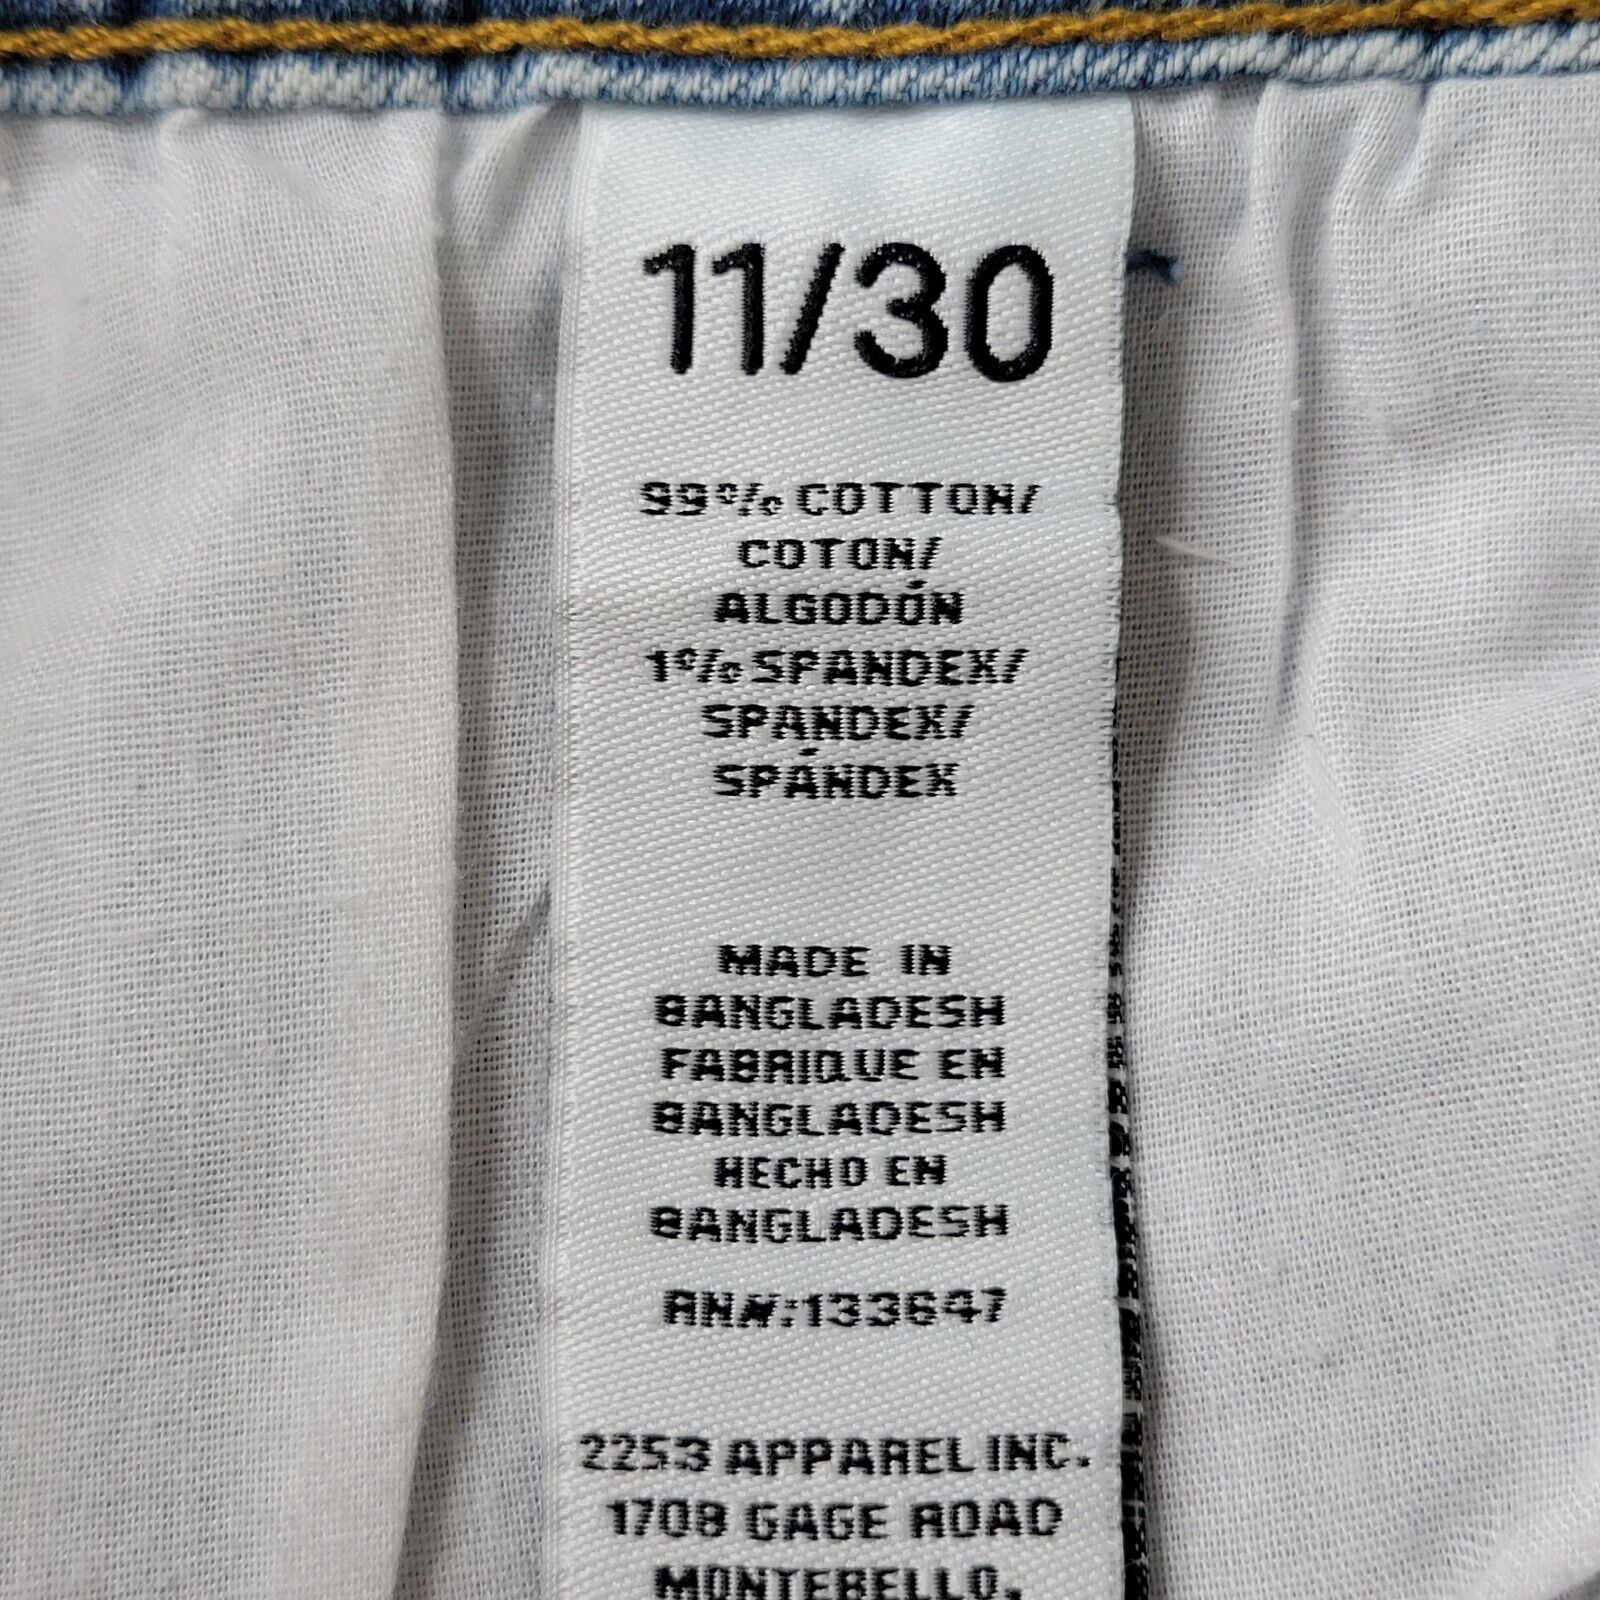 11/30
99% COTTON/
COTON/
ALGODÓN
1% SPANDEX/
SPANDEX/
SPÁNDEX
MADE IN
BANGLADESH
FABRIQUE EN
BANGLADESH
HECHO EN
BANGLADESH
RN#:133647
2253 APPAREL INC.
1708 GAGE ROAD
MONTEBELLO,